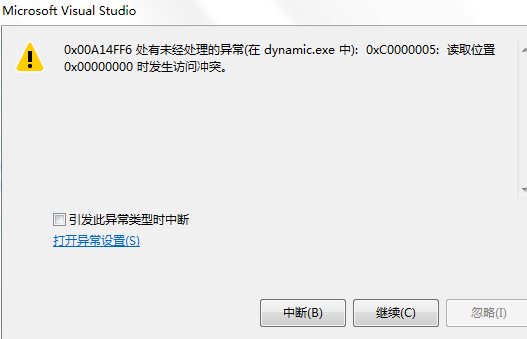 Microsoft Visual Studio
0x00A14FF6 处有未经处理的异常(在 dynamic.exe 中): 0xC0000005: 读取位置
0x00000000 时发生访问冲突。
引发此异常类型时中断
打开异常设置(S)
中断(B)
继续(C)
忽略(I)